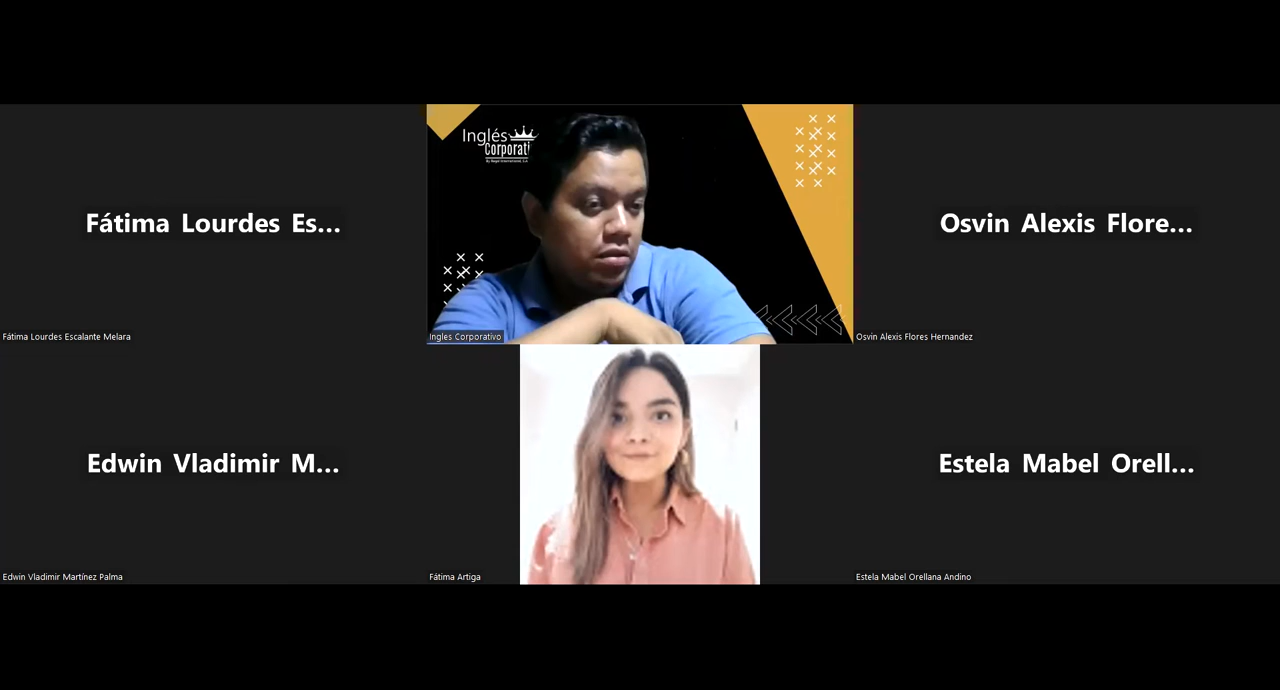 Fátima Lourdes Es...
Fátima Lourdes Escalante Melara
Inglés
Corporati
Ingles Corporativo
Osvin Alexis Flore...
Osvin Alexis Flores Hernandez
Edwin Vladimir M...
Edwin Vladimir Martínez Palma
Fátima Artiga
Estela Mabel Orell...
Estela Mabel Orellana Andino